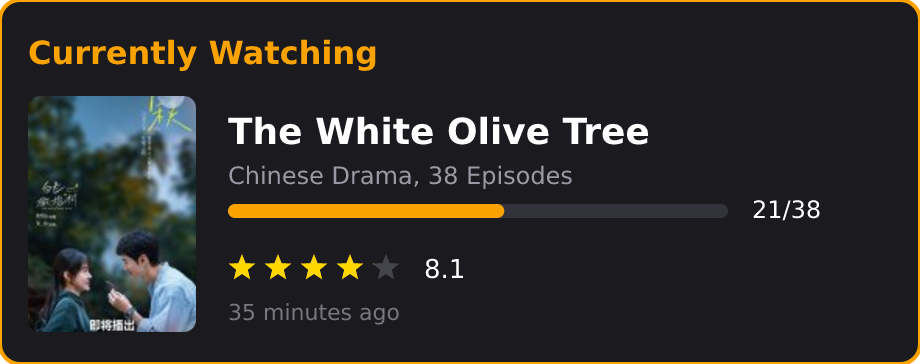 Currently Watching
The White Olive Tree
Chinese Drama, 38 Episodes
21/38
8.1
35 minutes ago
即将播出